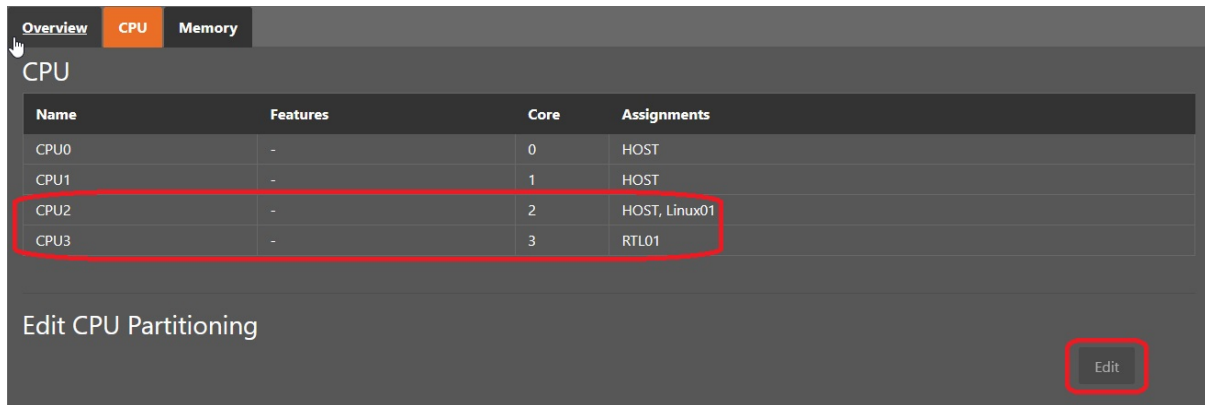 Overview CPU Memory
CPU
Name Features Core Assignments
CPU0 - 0 HOST
CPU1 - 1 HOST
CPU2 - 2 HOST, Linux01
CPU3 - 3 RTL01
Edit CPU Partitioning
Edit